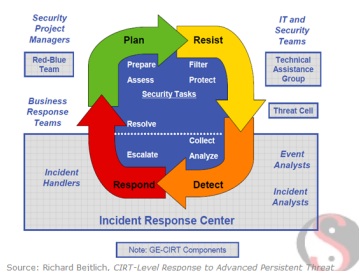 Security
Project
Managers
Plan
Resist
IT and
Security
Teams
Red-Blue
Team
Prepare
Assess
Filter
Protect
Technical
Assistance
Group
Security Tasks
Business
Response
Teams
Threat Cell
Resolve
Collect
Escalate
Analyze
Event
Analysts
Incident
Handlers
Respond
Detect
Incident
Analysts
Incident Response Center
Note: GE-CIRT Components
Source: Richard Bejtlich, CIRT-Level Response to Advanced Persistent Threat